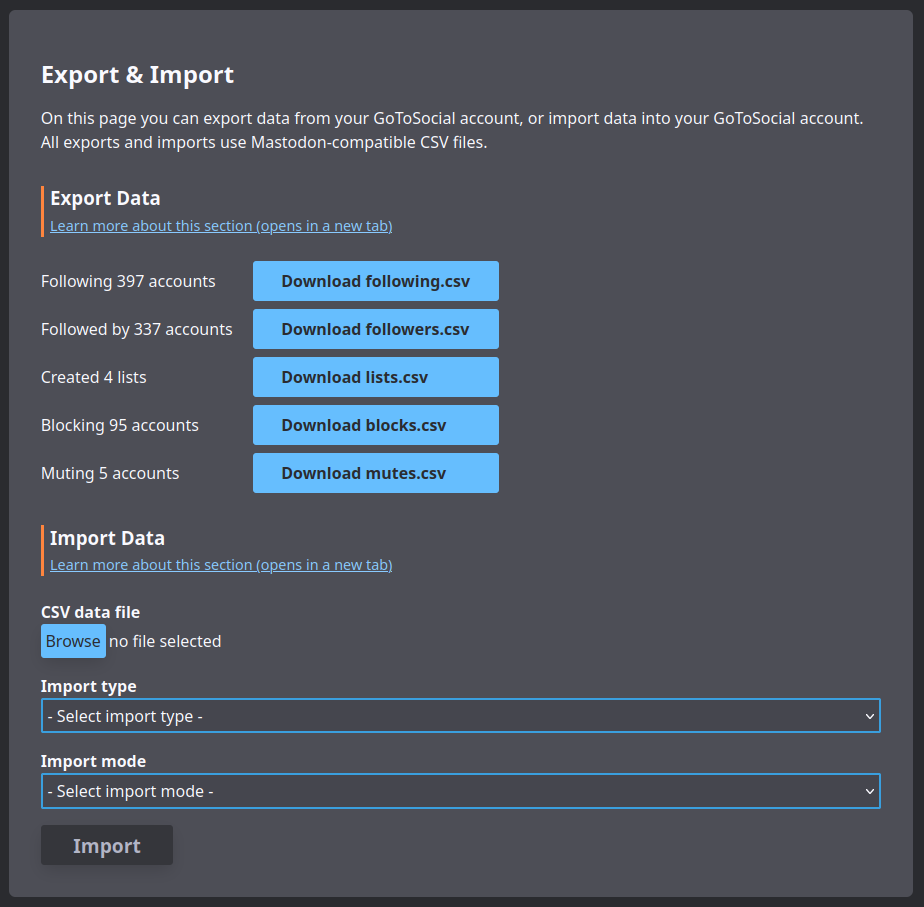 Export & Import
On this page you can export data from your GoToSocial account, or import data into your GoToSocial account.
All exports and imports use Mastodon-compatible CSV files.
Export Data
Learn more about this section (opens in a new tab)
Following 397 accounts
Download following.csv
Followed by 337 accounts
Download followers.csv
Created 4 lists
Download lists.csv
Blocking 95 accounts
Download blocks.csv
Muting 5 accounts
Download mutes.csv
Import Data
Learn more about this section (opens in a new tab)
CSV data file
Browse no file selected
Import type
- Select import type -
Import mode
- Select import mode -
Import